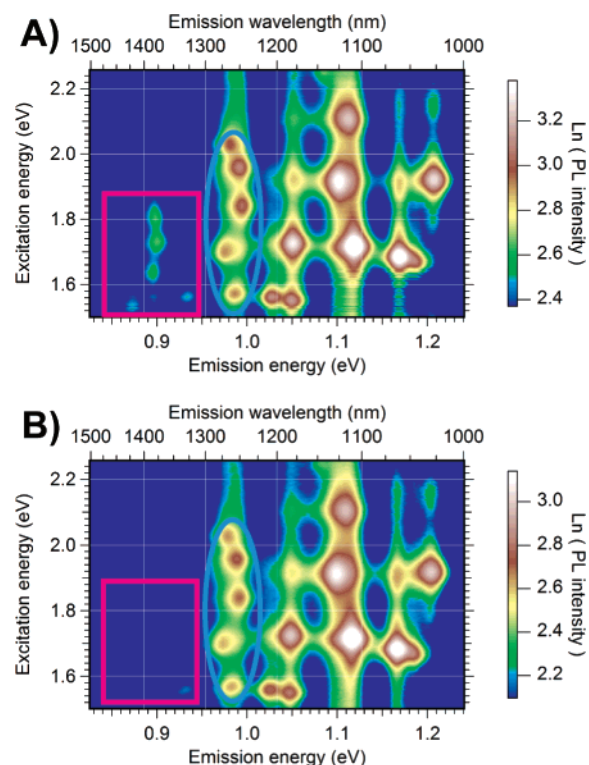 A)
Emission wavelength (nm)
1500 1400 1300 1200 1100 1000
Excitation energy (eV)
2.2
2.0
1.8
1.6
0.9 1.0 1.1 1.2
Emission energy (eV)
3.2
3.0
2.8
2.6
2.4
Ln ( PL intensity )
B)
Emission wavelength (nm)
1500 1400 1300 1200 1100 1000
Excitation energy (eV)
2.2
2.0
1.8
1.6
0.9 1.0 1.1 1.2
Emission energy (eV)
3.0
2.8
2.6
2.4
2.2
Ln ( PL intensity )